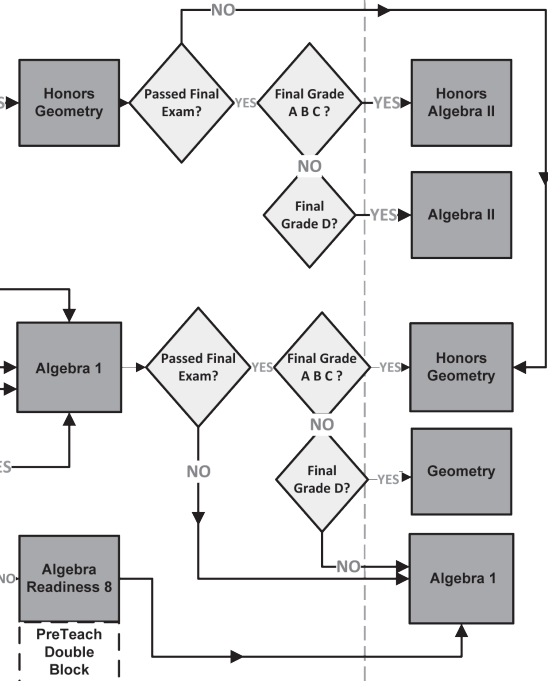 NO
S
Honors
Geometry
Passed Final
Exam?
YES
Final Grade
A B C ?
YES
Honors
Algebra II
NO
Final
Grade D?
YES
Algebra II
Algebra 1
Passed Final
Exam?
YES
Final Grade
A B C ?
YES
Honors
Geometry
NO
NO
Final
Grade D?
YES
Geometry
ES
NO
NO
Algebra
Readiness 8
Algebra 1
PreTeach
Double
Block